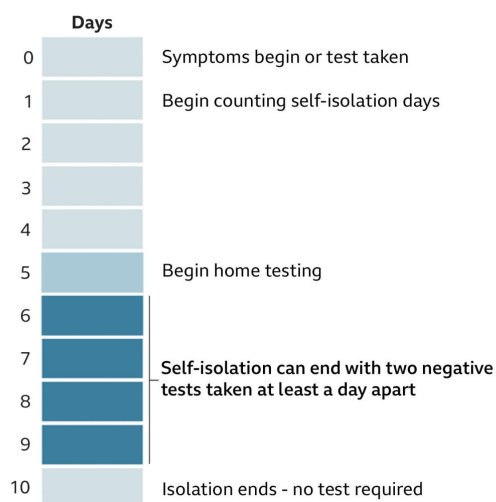 Days
0 Symptoms begin or test taken
1 Begin counting self-isolation days
2
3
4
5 Begin home testing
6
7
Self-isolation can end with two negative
tests taken at least a day apart
8
9
10 Isolation ends - no test required